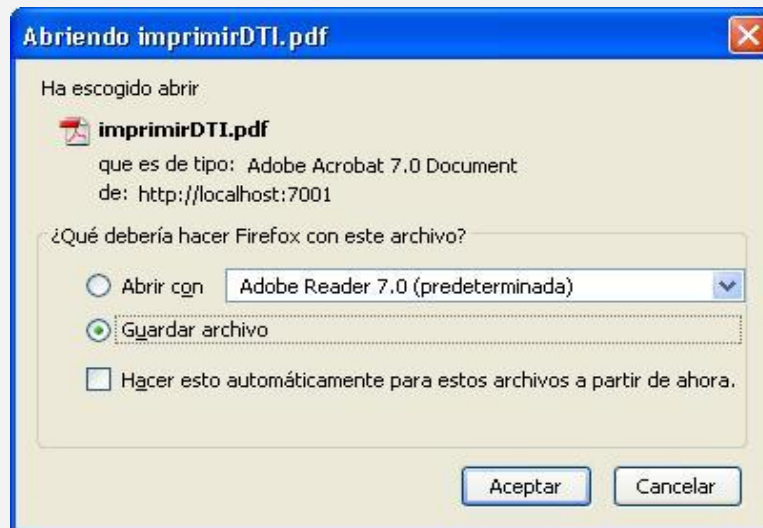 Abriendo imprimirDTI.pdf
Ha escogido abrir
imprimirDTI.pdf
que es de tipo: Adobe Acrobat 7.0 Document
de: http://localhost:7001
¿Qué debería hacer Firefox con este archivo?
Abrir con Adobe Reader 7.0 (predeterminada)
Guardar archivo
Hacer esto automáticamente para estos archivos a partir de ahora.
Aceptar Cancelar